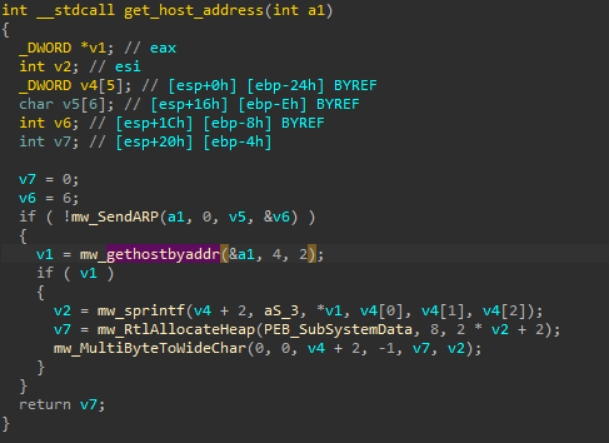 int __stdcall get_host_address(int a1)
{
  _DWORD *v1; // eax
  int v2; // esi
  _DWORD v4[5]; // [esp+0h] [ebp-24h] BYREF
  char v5[6]; // [esp+16h] [ebp-Eh] BYREF
  int v6; // [esp+1Ch] [ebp-8h] BYREF
  int v7; // [esp+20h] [ebp-4h]

  v7 = 0;
  v6 = 6;
  if ( !mw_SendARP(a1, 0, v5, &v6) )
  {
    v1 = mw_gethostbyaddr(&a1, 4, 2);
    if ( v1 )
    {
      v2 = mw_sprintf(v4 + 2, aS_3, *v1, v4[0], v4[1], v4[2]);
      v7 = mw_RtlAllocateHeap(PEB_SubSystemData, 8, 2 * v2 + 2);
      mw_MultiByteToWideChar(0, 0, v4 + 2, -1, v7, v2);
    }
  }
  return v7;
}